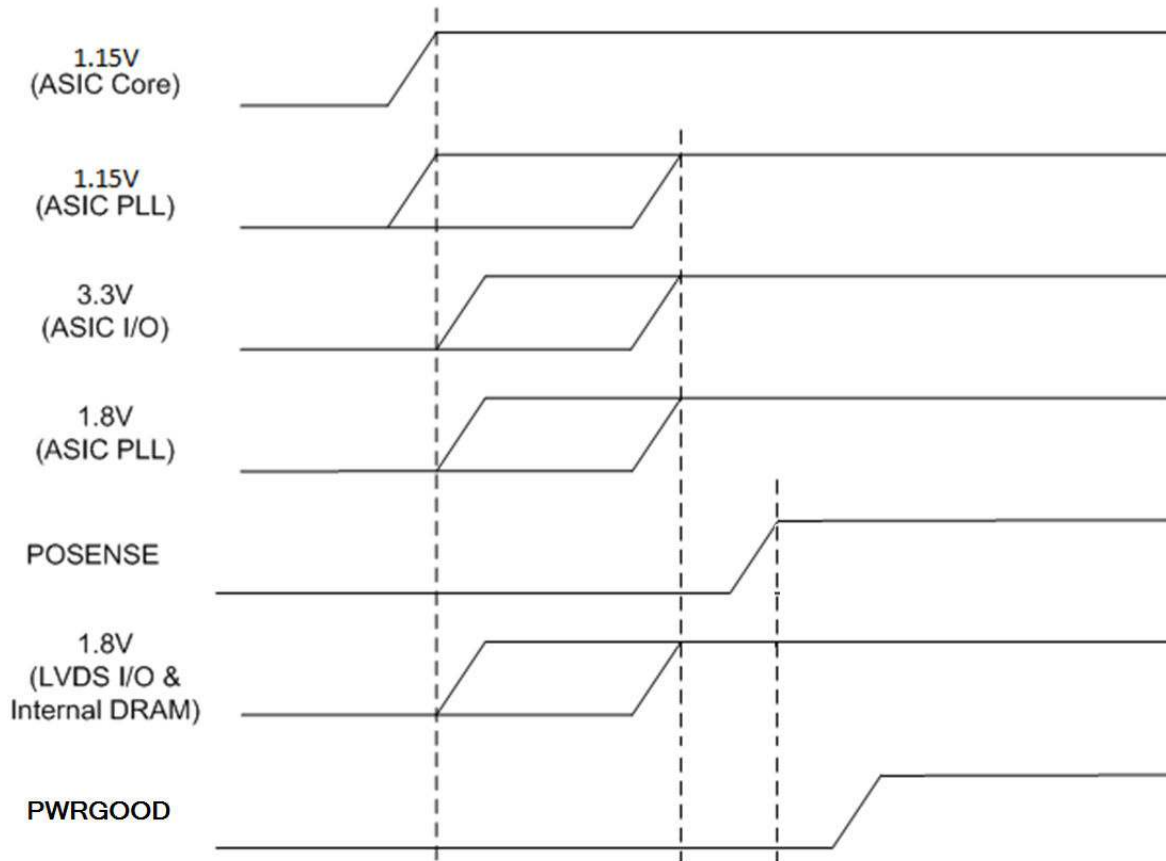 1.15V
(ASIC Core)
1.15V
(ASIC PLL)
3.3V
(ASIC I/O)
1.8V
(ASIC PLL)
POSENSE
1.8V
(LVDS I/O &
Internal DRAM)
PWRGOOD